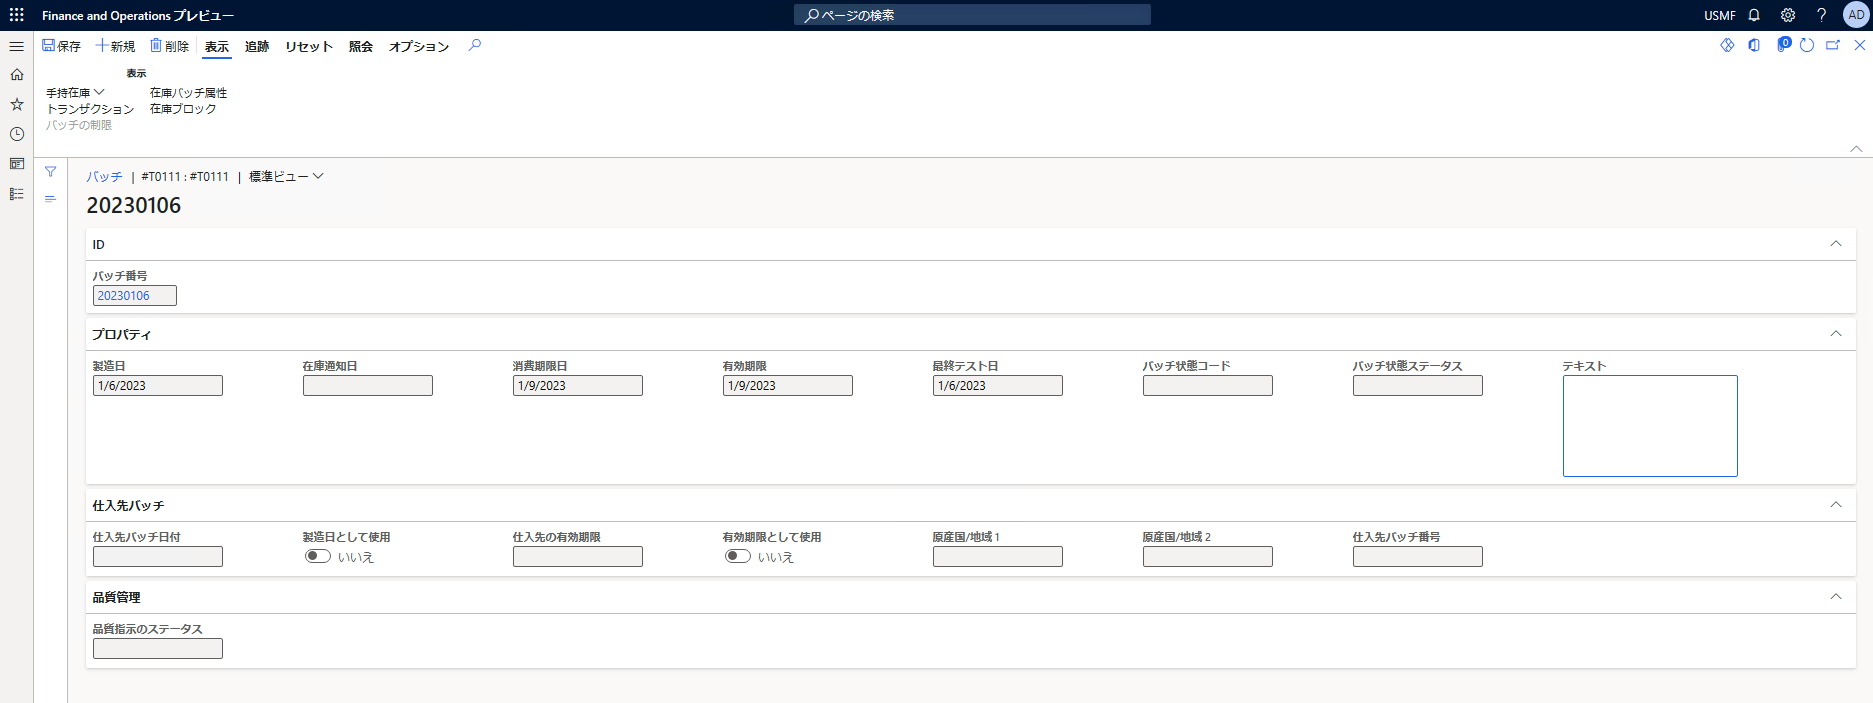 Finance and Operations プレビュー
ページの検索
USMF
AD
保存 新規 削除 表示 追跡 リセット 照会 オプション
0
表示
手持在庫 在庫バッチ属性
トランザクション 在庫ブロック
バッチの制限
バッチ | #T0111 : #T0111 | 標準ビュー
20230106
ID
バッチ番号
20230106
プロパティ
製造日 在庫通知日 消費期限日 有効期限 最終テスト日 バッチ状態コード バッチ状態ステータス テキスト
1/6/2023 1/9/2023 1/9/2023 1/6/2023
仕入先バッチ
仕入先バッチ日付 製造日として使用 仕入先の有効期限 有効期限として使用 原産国/地域 1 原産国/地域 2 仕入先バッチ番号
いいえ いいえ
品質管理
品質指示のステータス